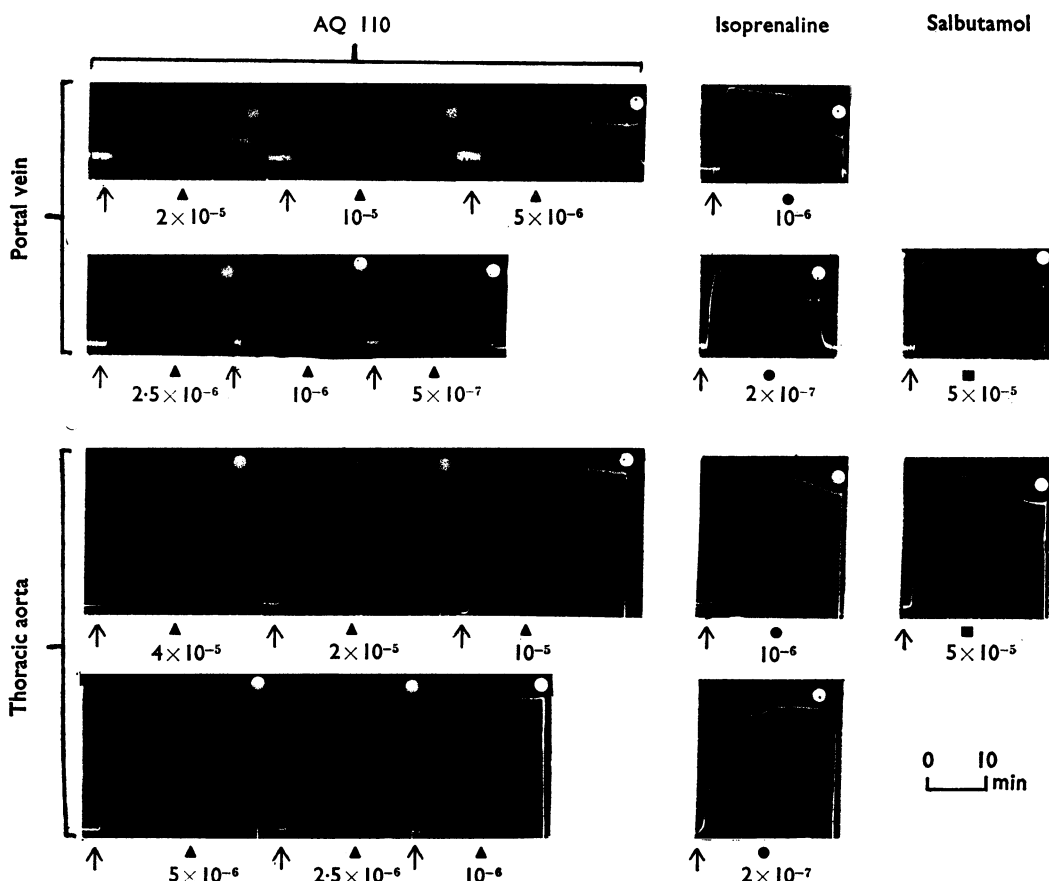 AQ 110 Isoprenaline Salbutamol
Portal vein
2×10⁻⁵ 10⁻⁵ 5×10⁻⁶ 10⁻⁶
2·5×10⁻⁶ 10⁻⁶ 5×10⁻⁷ 2×10⁻⁷ 5×10⁻⁵
Thoracic aorta
4×10⁻⁵ 2×10⁻⁵ 10⁻⁵ 10⁻⁶ 5×10⁻⁵
0 10
min
5×10⁻⁶ 2·5×10⁻⁶ 10⁻⁶ 2×10⁻⁷